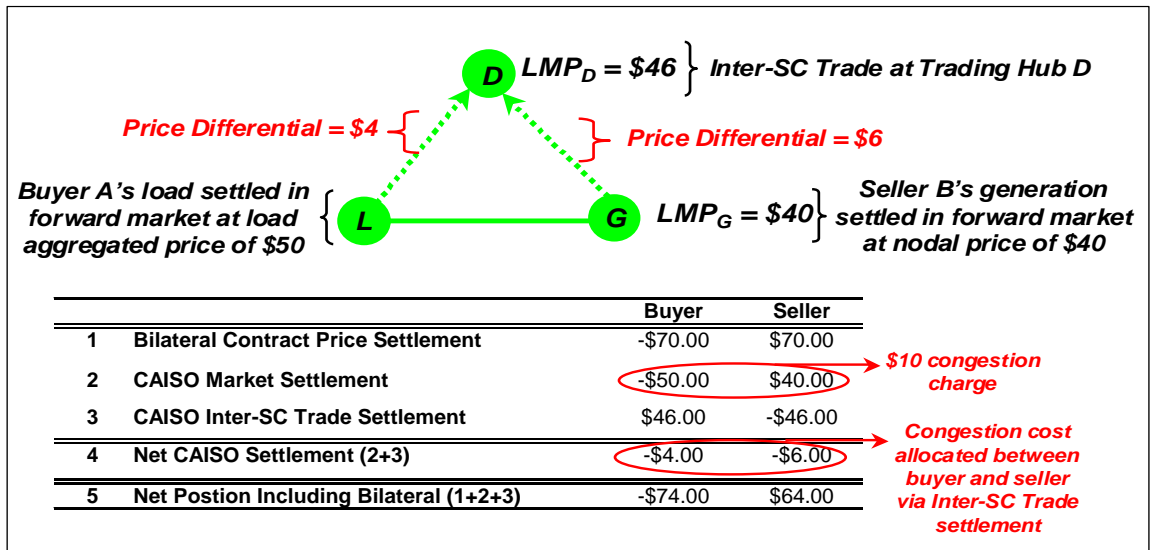 D
LMP_D = $46
Inter-SC Trade at Trading Hub D
Price Differential = $4
Price Differential = $6
Buyer A's load settled in
forward market at load
aggregated price of $50
L
G
LMP_G = $40
Seller B's generation
settled in forward market
at nodal price of $40
Buyer Seller
1 Bilateral Contract Price Settlement -$70.00 $70.00
2 CAISO Market Settlement -$50.00 $40.00
3 CAISO Inter-SC Trade Settlement $46.00 -$46.00
4 Net CAISO Settlement (2+3) -$4.00 -$6.00
5 Net Postion Including Bilateral (1+2+3) -$74.00 $64.00
$10 congestion
charge
Congestion cost
allocated between
buyer and seller
via Inter-SC Trade
settlement